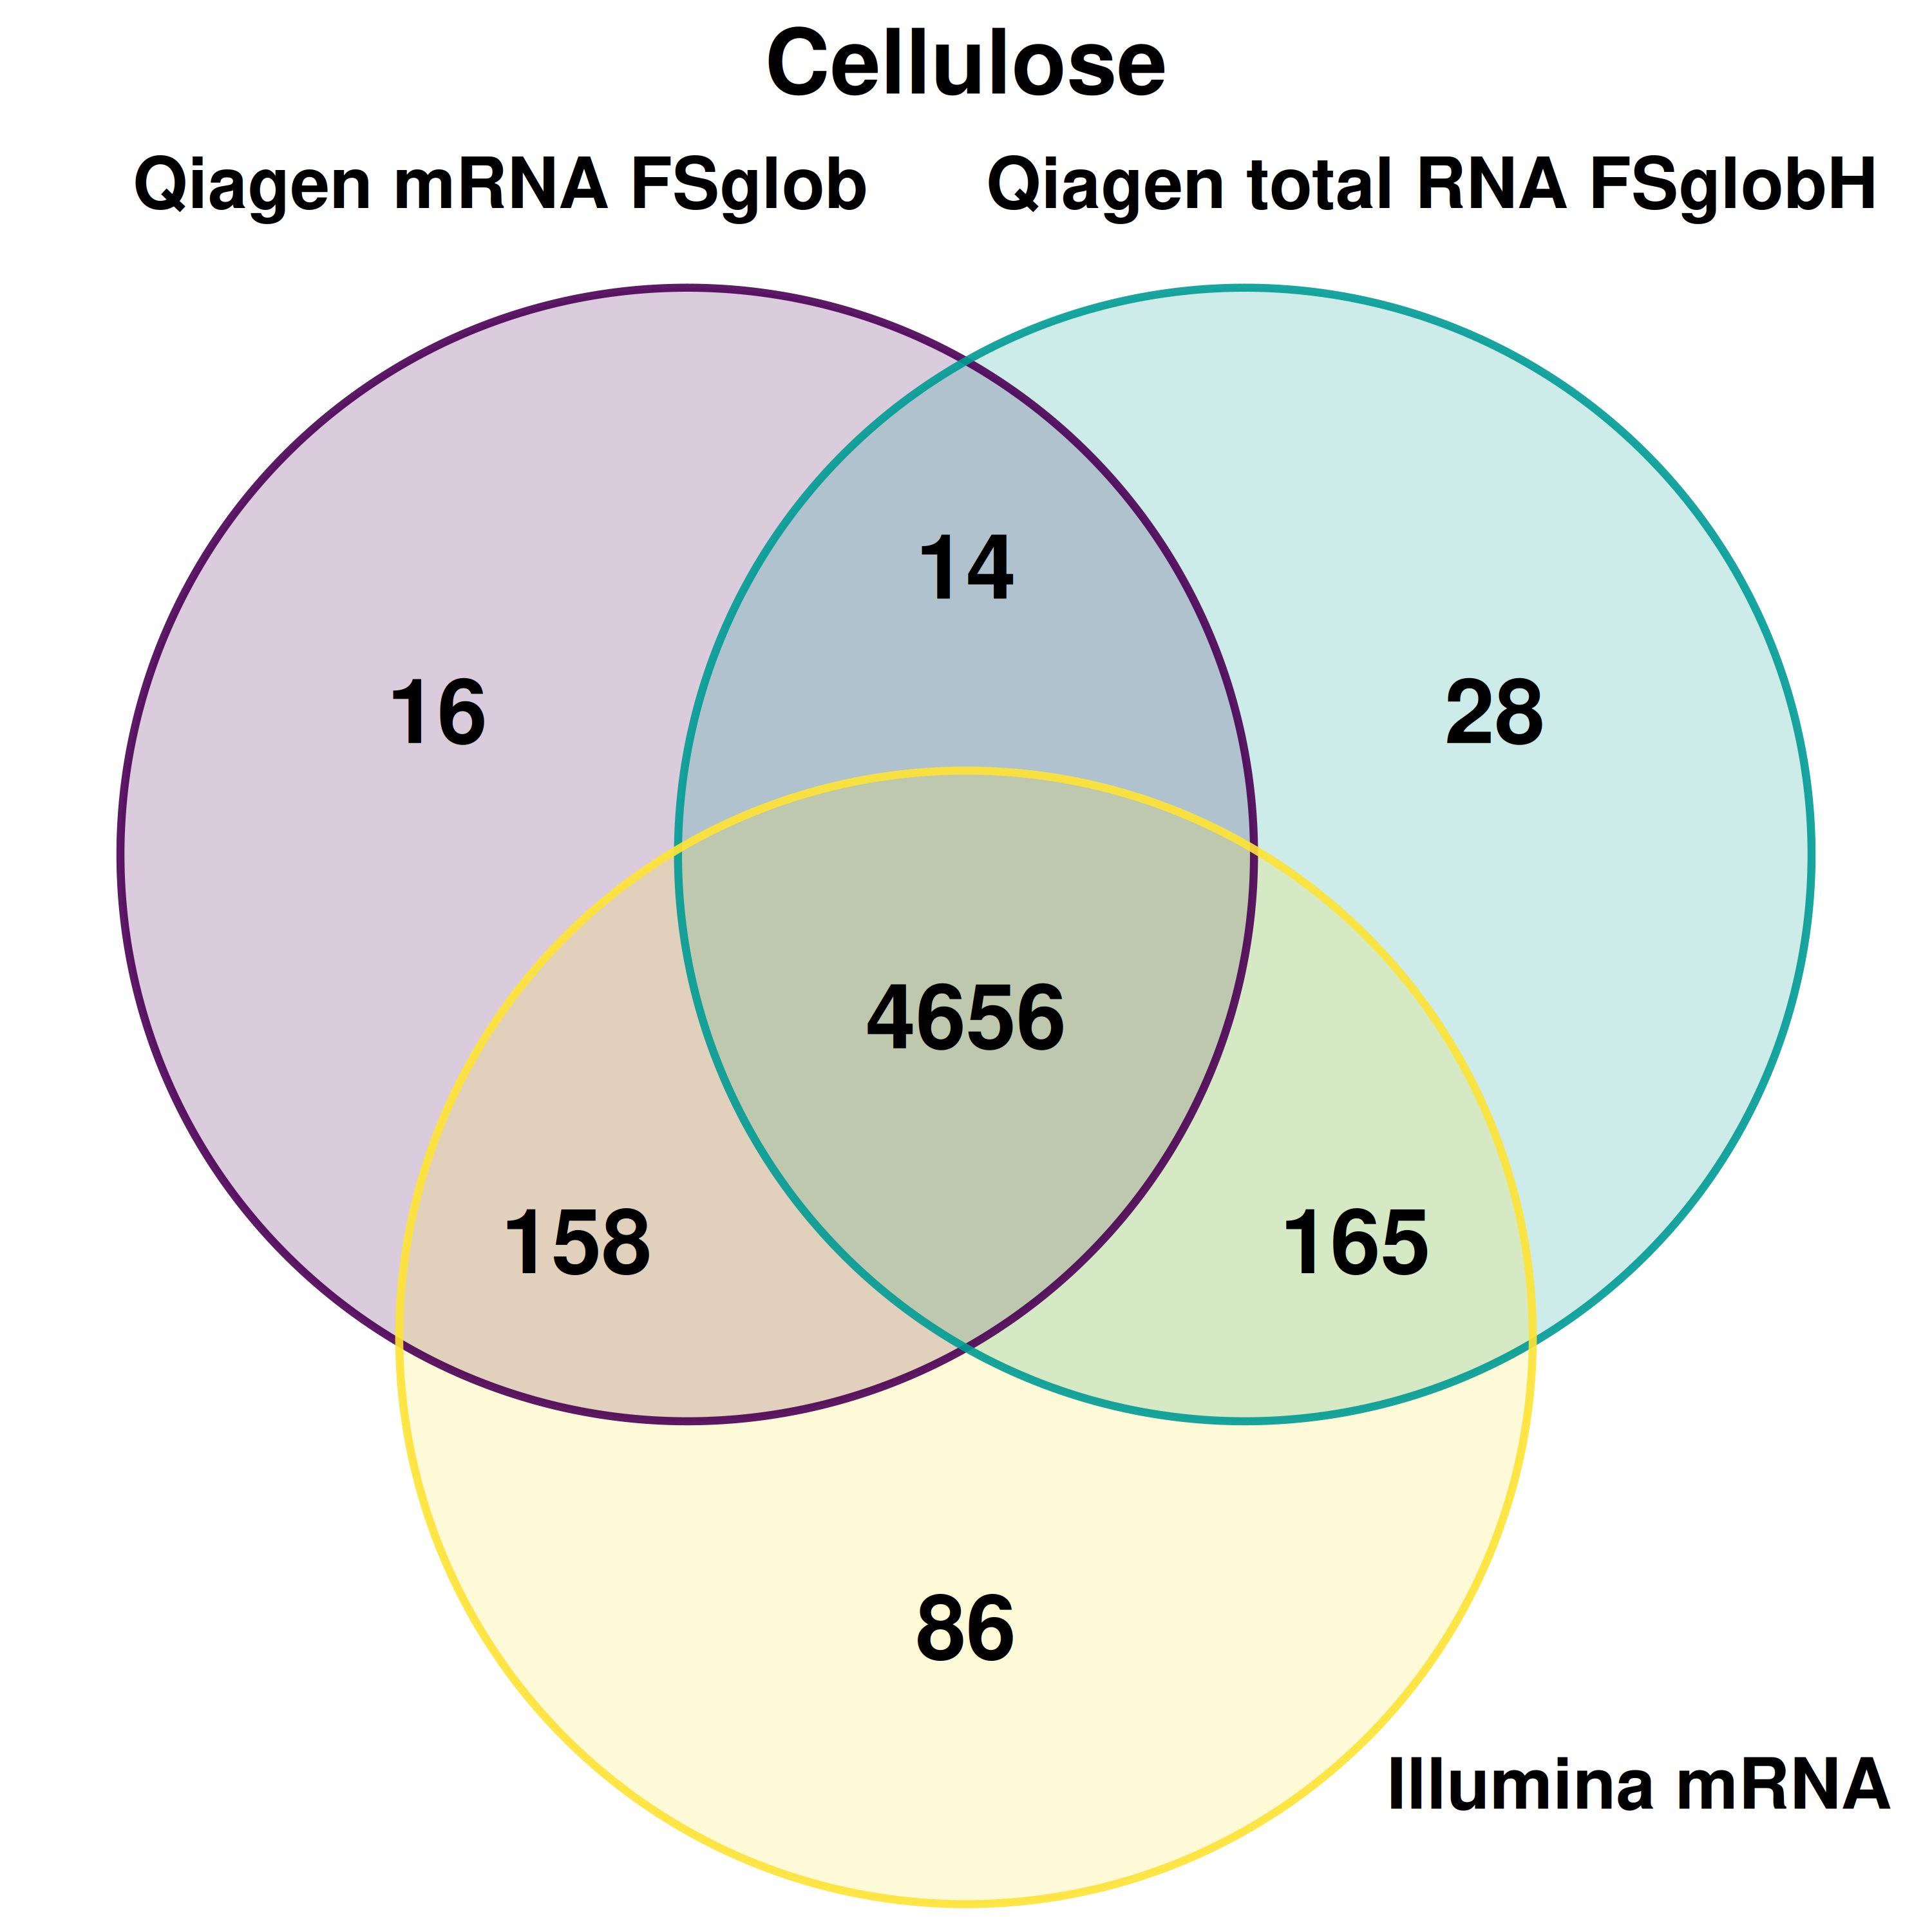 Cellulose
Qiagen mRNA FSglob
Qiagen total RNA FSglobH
14
16
28
4656
158
165
86
Illumina mRNA